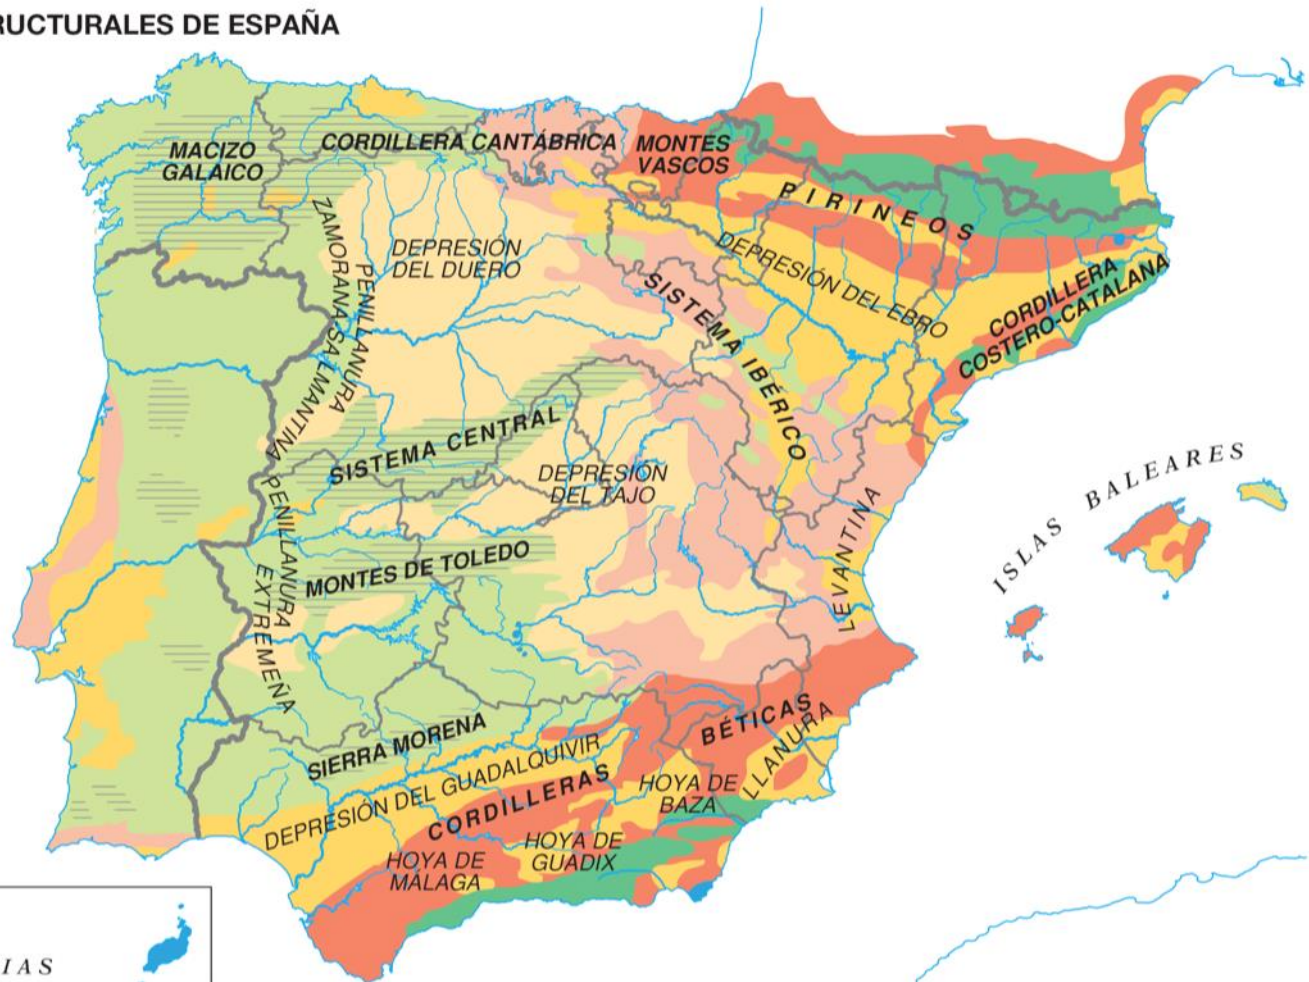 RUCTURALES DE ESPAÑA
MACIZO
GALAICO
CORDILLERA CANTÁBRICA
MONTES
VASCOS
PIRINEOS
ZAMORANA SALMANTINA
PENILLANURA
DEPRESIÓN
DEL DUERO
DEPRESIÓN DEL EBRO
SISTEMA IBÉRICO
CORDILLERA
COSTERO-CATALANA
SISTEMA CENTRAL
DEPRESIÓN
DEL TAJO
ISLAS BALEARES
PENILLANURA
EXTREMEÑA
MONTES DE TOLEDO
LEVANTINA
SIERRA MORENA
BÉTICAS
LLANURA
DEPRESIÓN DEL GUADALQUIVIR
CORDILLERAS
HOYA DE
BAZA
HOYA DE
GUADIX
HOYA DE
MÁLAGA
IAS